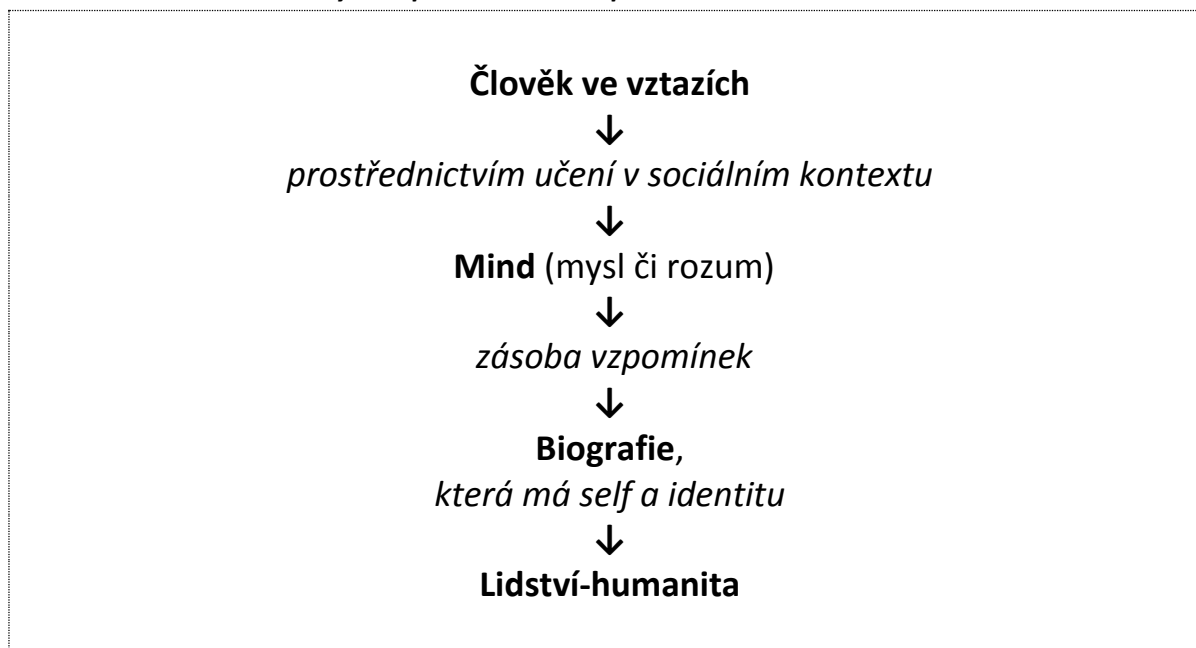 Člověk ve vztazích
↓
prostřednictvím učení v sociálním kontextu
↓
Mind (mysl či rozum)
↓
zásoba vzpomínek
↓
Biografie,
která má self a identitu
↓
Lidství-humanita